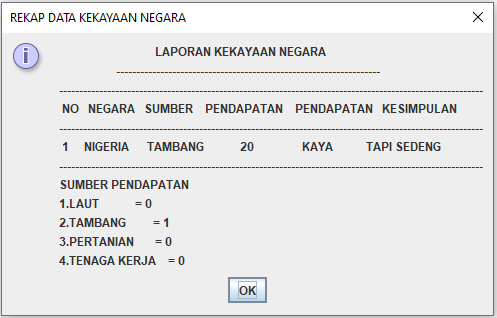 REKAP DATA KEKAYAAN NEGARA
LAPORAN KEKAYAAN NEGARA
NO NEGARA SUMBER PENDAPATAN PENDAPATAN KESIMPULAN
1 NIGERIA TAMBANG 20 KAYA TAPI SEDENG
SUMBER PENDAPATAN
1.LAUT = 0
2.TAMBANG = 1
3.PERTANIAN = 0
4.TENAGA KERJA = 0
OK